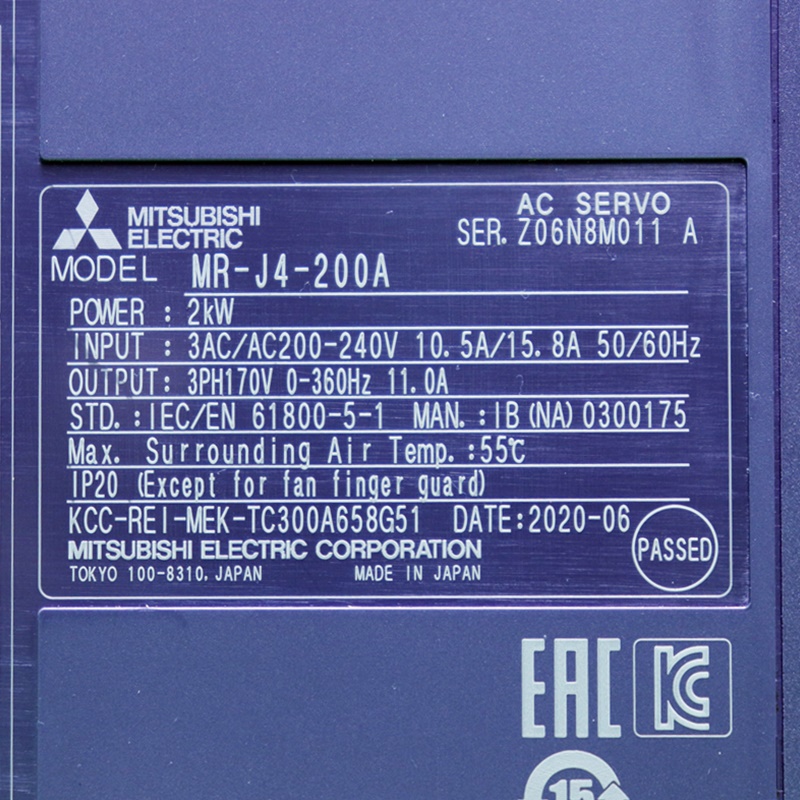 MITSUBISHI
ELECTRIC
AC SERVO
SER. Z06N8M011 A
MODEL MR-J4-200A
POWER : 2kW
INPUT : 3AC/AC200-240V 10.5A/15.8A 50/60Hz
OUTPUT: 3PH170V 0-360Hz 11.0A
STD. : IEC/EN 61800-5-1 MAN. : IB(NA)0300175
Max. Surrounding Air Temp. : 55℃
IP20 (Except for fan finger guard)
KCC-REI-MEK-TC300A658G51 DATE: 2020-06
PASSED
MITSUBISHI ELECTRIC CORPORATION
TOKYO 100-8310, JAPAN MADE IN JAPAN
EAC
KC
15